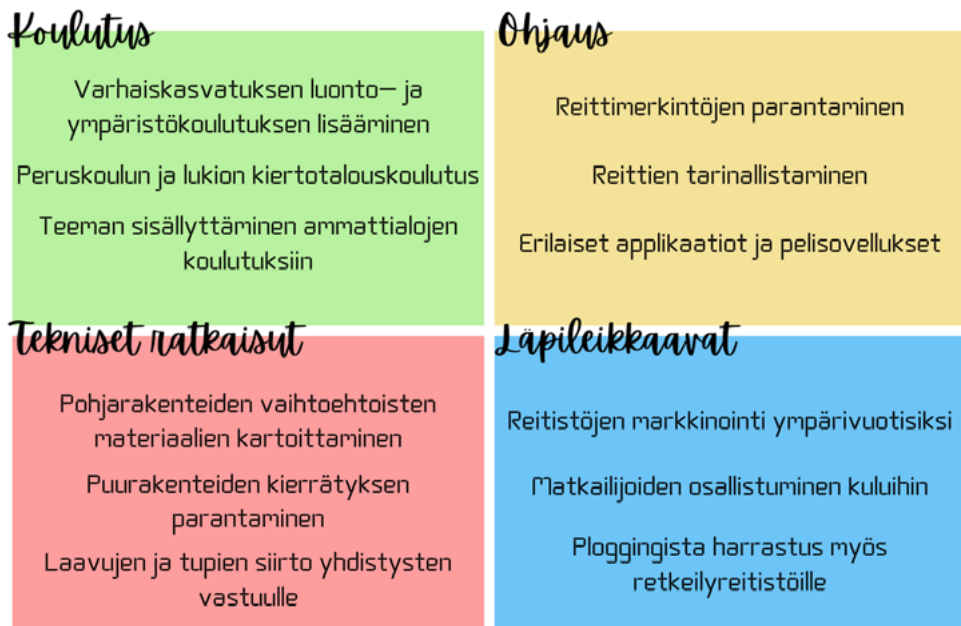 Koulutus
Varhaiskasvatuksen luonto– ja
ympäristökoulutuksen lisääminen
Peruskoulun ja lukion kiertotalouskoulutus
Teeman sisällyttäminen ammattialojen
koulutuksiin
Ohjaus
Reittimerkintöjen parantaminen
Reittien tarinallistaminen
Erilaiset applikaatiot ja pelisovellukset
Tekniset ratkaisut
Pohjarakenteiden vaihtoehtoisten
materiaalien kartoittaminen
Puurakenteiden kierrätyksen
parantaminen
Laavujen ja tupien siirto yhdistysten
vastuulle
Läpileikkaavat
Reitistöjen markkinointi ympärivuotisiksi
Matkailijoiden osallistuminen kuluihin
Ploggingista harrastus myös
retkeilyreitistöille